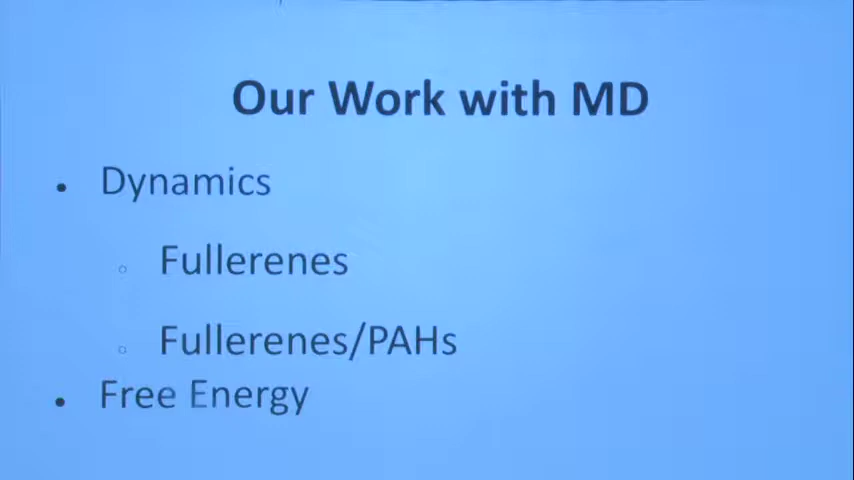 Our Work with MD
• Dynamics
○ Fullerenes
○ Fullerenes/PAHs
• Free Energy